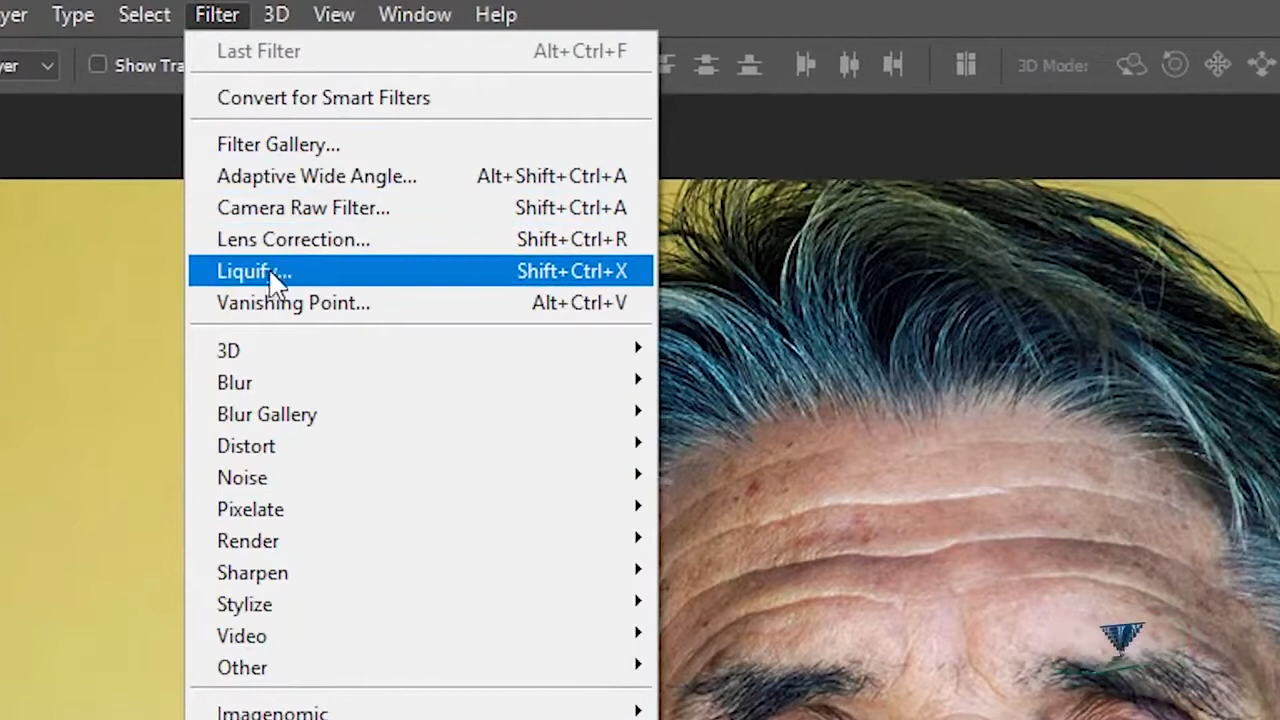 yer Type Select Filter 3D View Window Help
yer Show Tra 3D Mode:
Last Filter Alt+Ctrl+F
Convert for Smart Filters
Filter Gallery...
Adaptive Wide Angle... Alt+Shift+Ctrl+A
Camera Raw Filter... Shift+Ctrl+A
Lens Correction... Shift+Ctrl+R
Liquify... Shift+Ctrl+X
Vanishing Point... Alt+Ctrl+V
3D
Blur
Blur Gallery
Distort
Noise
Pixelate
Render
Sharpen
Stylize
Video
Other
Imagenomic